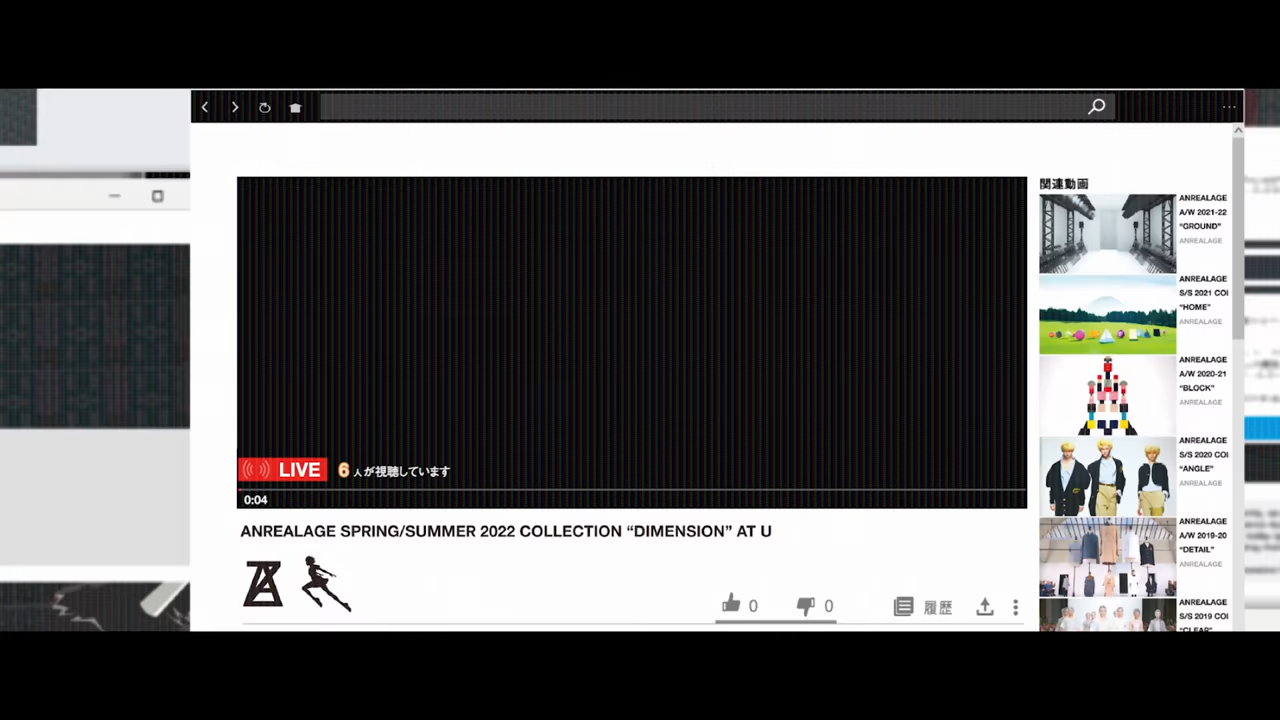 関連動画
ANREALAGE
A/W 2021-22
“GROUND”
ANREALAGE
ANREALAGE
S/S 2021 COI
“HOME”
ANREALAGE
ANREALAGE
A/W 2020-21
“BLOCK”
ANREALAGE
ANREALAGE
S/S 2020 COI
“ANGLE”
ANREALAGE
ANREALAGE
A/W 2019-20
“DETAIL”
ANREALAGE
ANREALAGE
S/S 2019 COI
“CLEAR”
LIVE 6人が視聴しています
0:04
ANREALAGE SPRING/SUMMER 2022 COLLECTION “DIMENSION” AT U
0 0 履歴